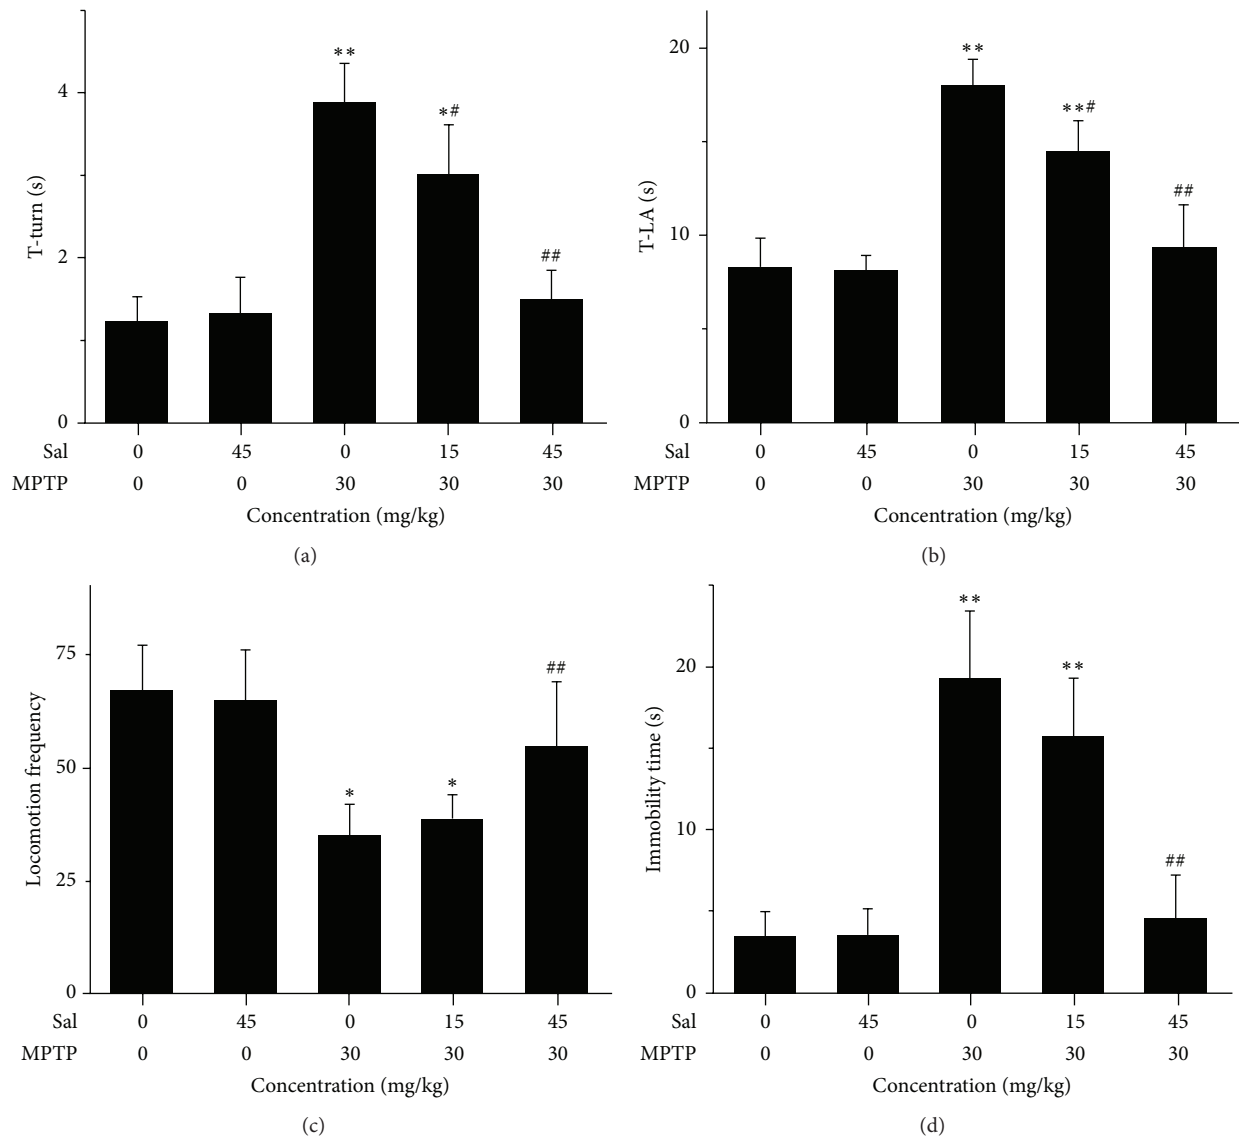 T-turn (s)
4
2
0
**
*#
##
Sal 0 45 0 15 45
MPTP 0 0 30 30 30
Concentration (mg/kg)
(a)
T-LA (s)
20
10
0
**
**#
##
Sal 0 45 0 15 45
MPTP 0 0 30 30 30
Concentration (mg/kg)
(b)
Locomotion frequency
75
50
25
0
*
*
##
Sal 0 45 0 15 45
MPTP 0 0 30 30 30
Concentration (mg/kg)
(c)
Immobility time (s)
20
10
0
**
**
##
Sal 0 45 0 15 45
MPTP 0 0 30 30 30
Concentration (mg/kg)
(d)